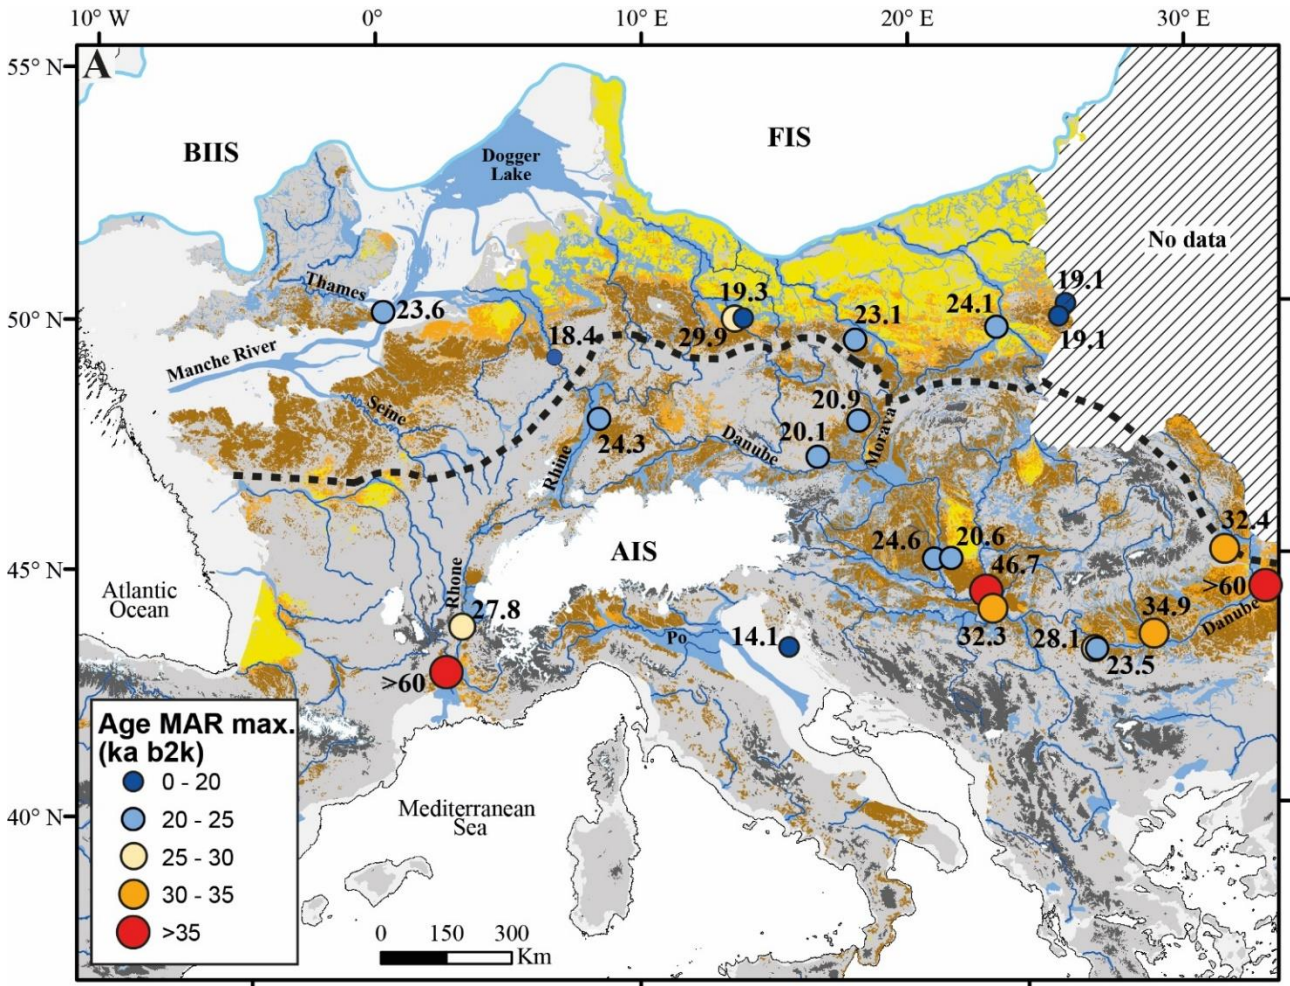 10° W
0°
10° E
20° E
30° E
55° N
A
BIIS
FIS
Dogger
Lake
No data
Thames
23.6
19.3
19.1
24.1
23.1
50° N
29.9
19.1
18.4
Manche River
Seine
20.9
Morava
24.3
Danube
20.1
Rhine
32.4
24.6
20.6
AIS
46.7
45° N
>60
Atlantic
Ocean
Rhone
27.8
34.9
Danube
Po
14.1
32.3
28.1
23.5
>60
Age MAR max.
(ka b2k)
0 - 20
20 - 25
25 - 30
30 - 35
>35
Mediterranean
Sea
40° N
0 150 300
Km